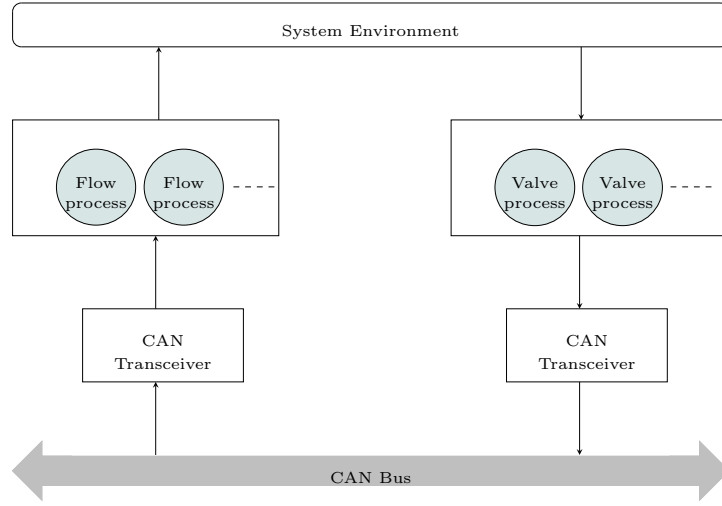 System Environment
Flow
process
Flow
process
Valve
process
Valve
process
CAN
Transceiver
CAN
Transceiver
CAN Bus